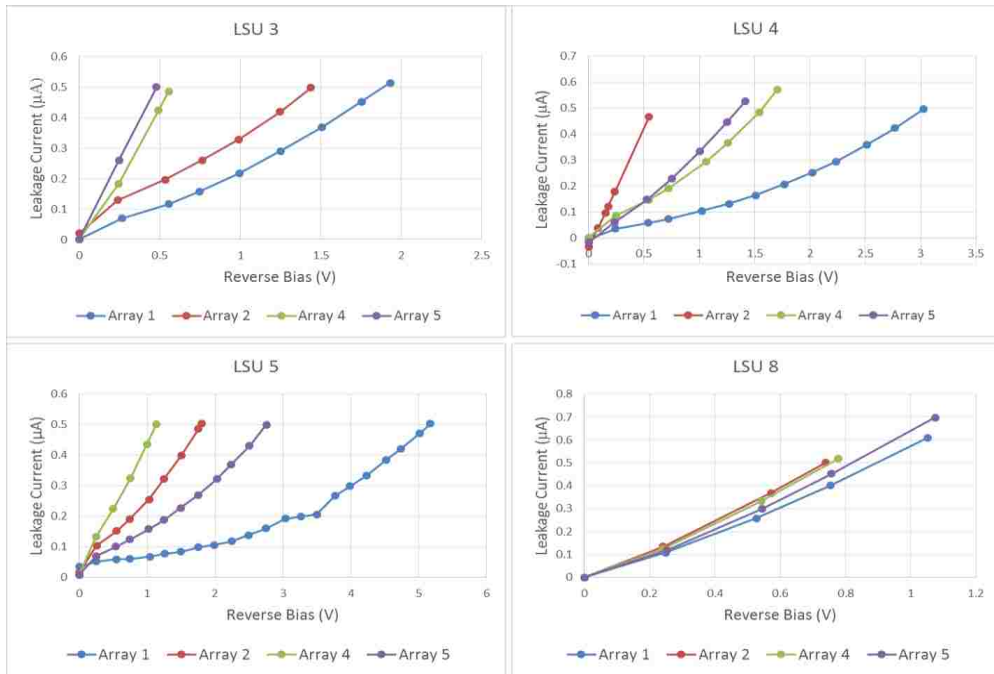 LSU 3
0.6
0.5
0.4
0.3
0.2
0.1
0
Leakage Current (μA)
0 0.5 1 1.5 2 2.5
Reverse Bias (V)
Array 1 Array 2 Array 4 Array 5
LSU 4
0.7
0.6
0.5
0.4
0.3
0.2
0.1
0
-0.1
Leakage Current (μA)
0 0.5 1 1.5 2 2.5 3 3.5
Reverse Bias (V)
Array 1 Array 2 Array 4 Array 5
LSU 5
0.6
0.5
0.4
0.3
0.2
0.1
0
Leakage Current (μA)
0 1 2 3 4 5 6
Reverse Bias (V)
Array 1 Array 2 Array 4 Array 5
LSU 8
0.8
0.7
0.6
0.5
0.4
0.3
0.2
0.1
0
Leakage Current (μA)
0 0.2 0.4 0.6 0.8 1 1.2
Reverse Bias (V)
Array 1 Array 2 Array 4 Array 5